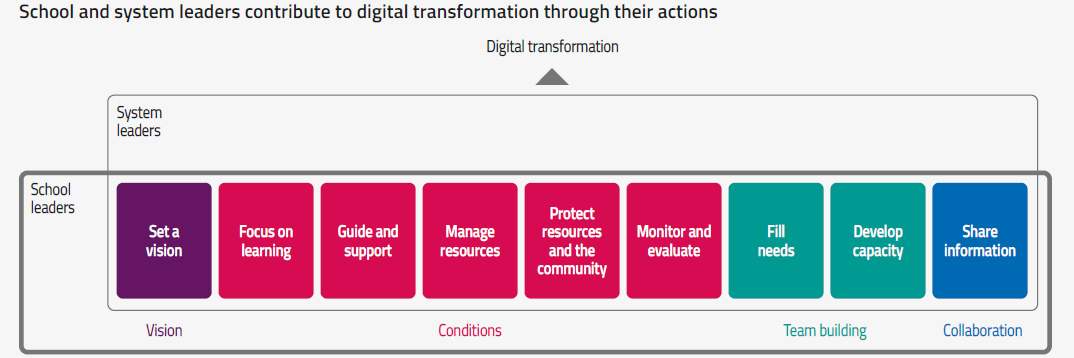 School and system leaders contribute to digital transformation through their actions
Digital transformation
System
leaders
School
leaders
Set a
vision
Focus on
learning
Guide and
support
Manage
resources
Protect
resources
and the
community
Monitor and
evaluate
Fill
needs
Develop
capacity
Share
information
Vision
Conditions
Team building
Collaboration